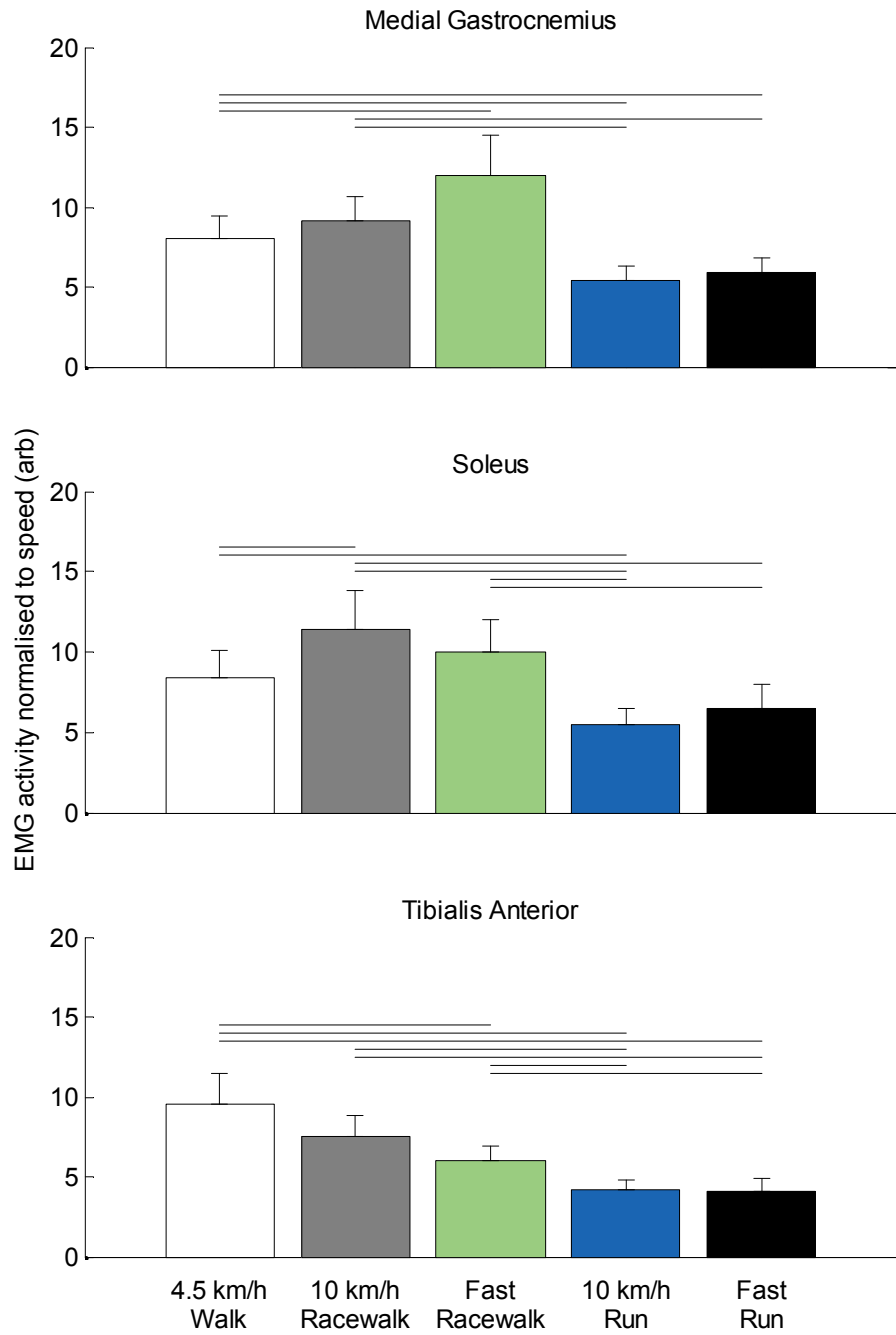 Medial Gastrocnemius
20
15
10
5
0
EMG activity normalised to speed (arb)
Soleus
20
15
10
5
0
Tibialis Anterior
20
15
10
5
0
4.5 km/h Walk
10 km/h Racewalk
Fast Racewalk
10 km/h Run
Fast Run